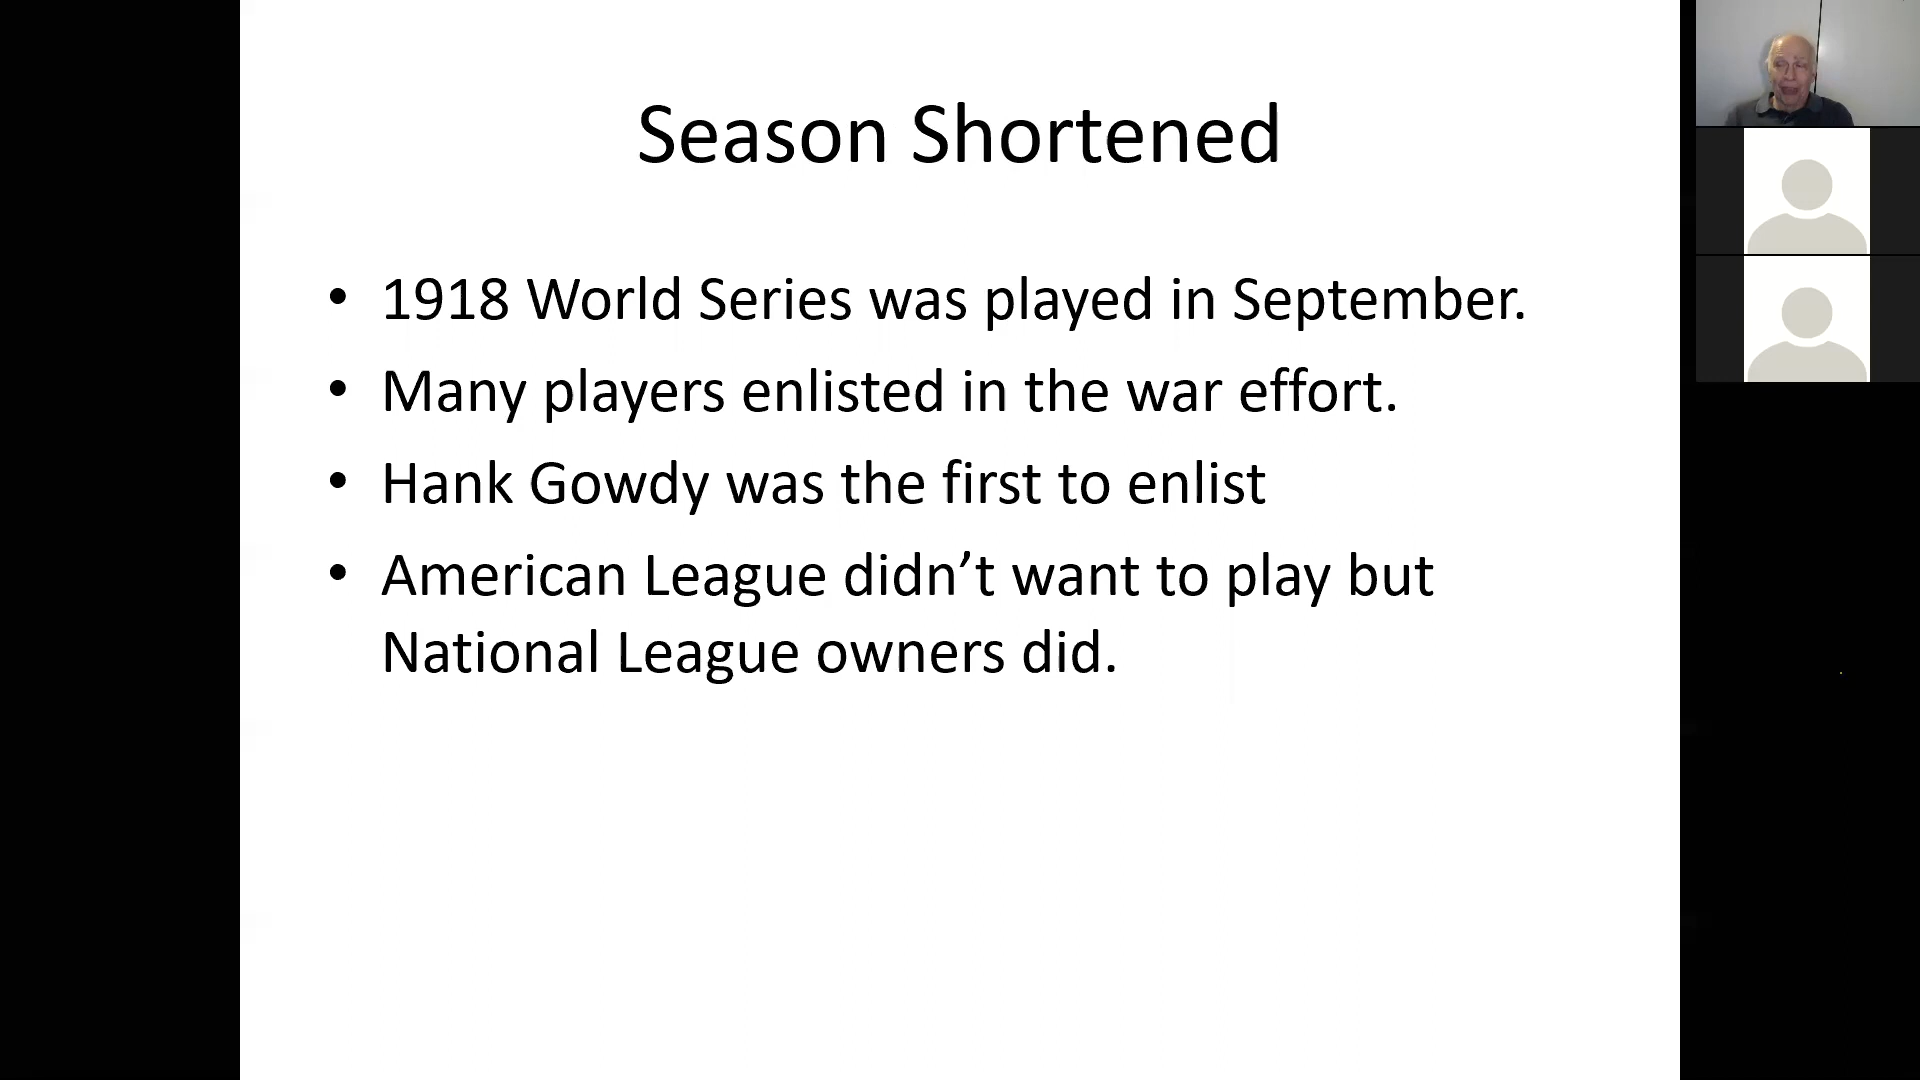 Season Shortened
• 1918 World Series was played in September.
• Many players enlisted in the war effort.
• Hank Gowdy was the first to enlist
• American League didn’t want to play but
National League owners did.